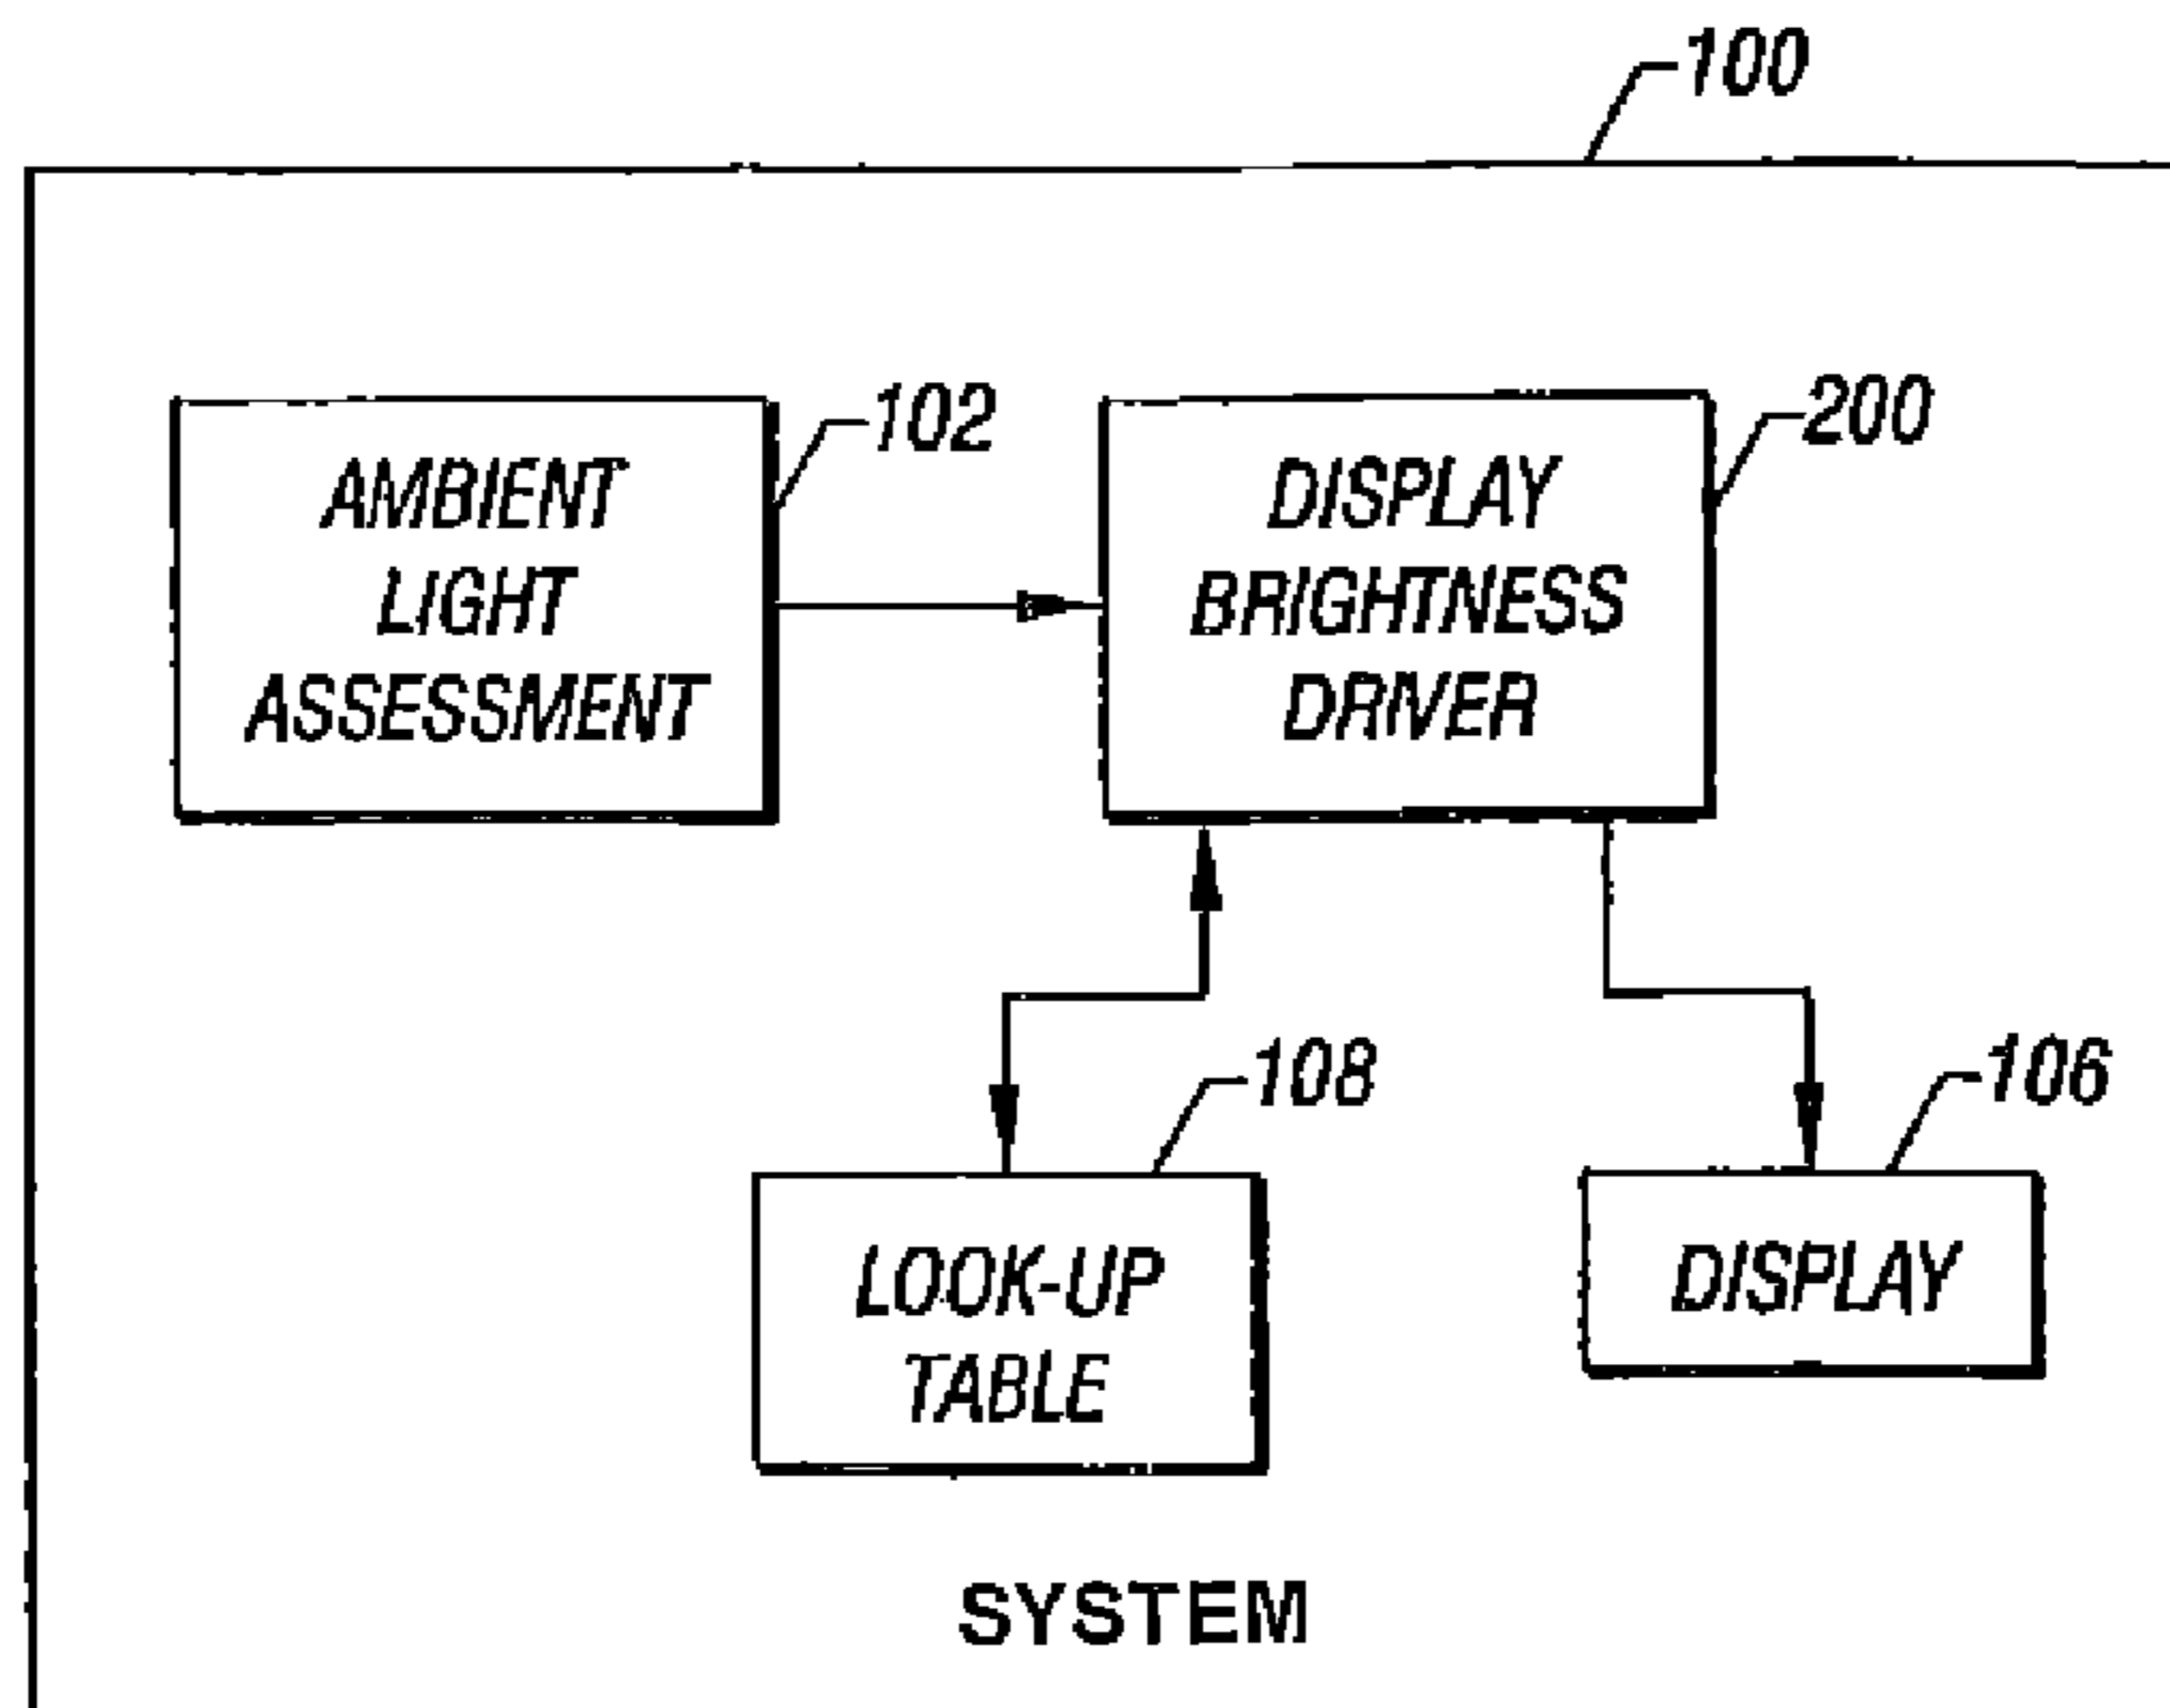 100
102
200
AMBIENT
LIGHT
ASSESSMENT
DISPLAY
BRIGHTNESS
DRIVER
108
106
LOOK-UP
TABLE
DISPLAY
SYSTEM